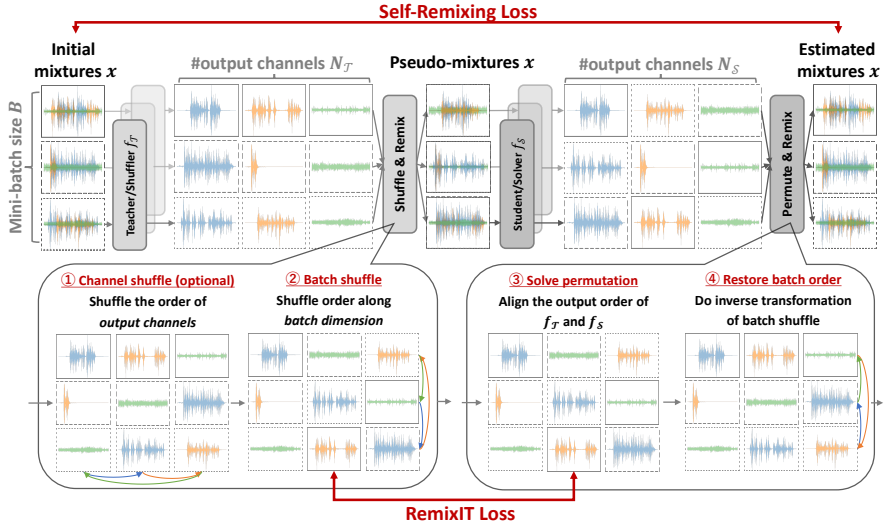 Self-Remixing Loss
Initial
mixtures x
#output channels N_𝒯
Pseudo-mixtures x
#output channels N_𝒮
Estimated
mixtures x
Mini-batch size B
Teacher/Shuffler f_𝒯
Shuffle & Remix
Student/Solver f_𝒮
Permute & Remix
① Channel shuffle (optional)
Shuffle the order of
output channels
② Batch shuffle
Shuffle order along
batch dimension
③ Solve permutation
Align the output order of
f_𝒯 and f_𝒮
④ Restore batch order
Do inverse transformation
of batch shuffle
RemixIT Loss